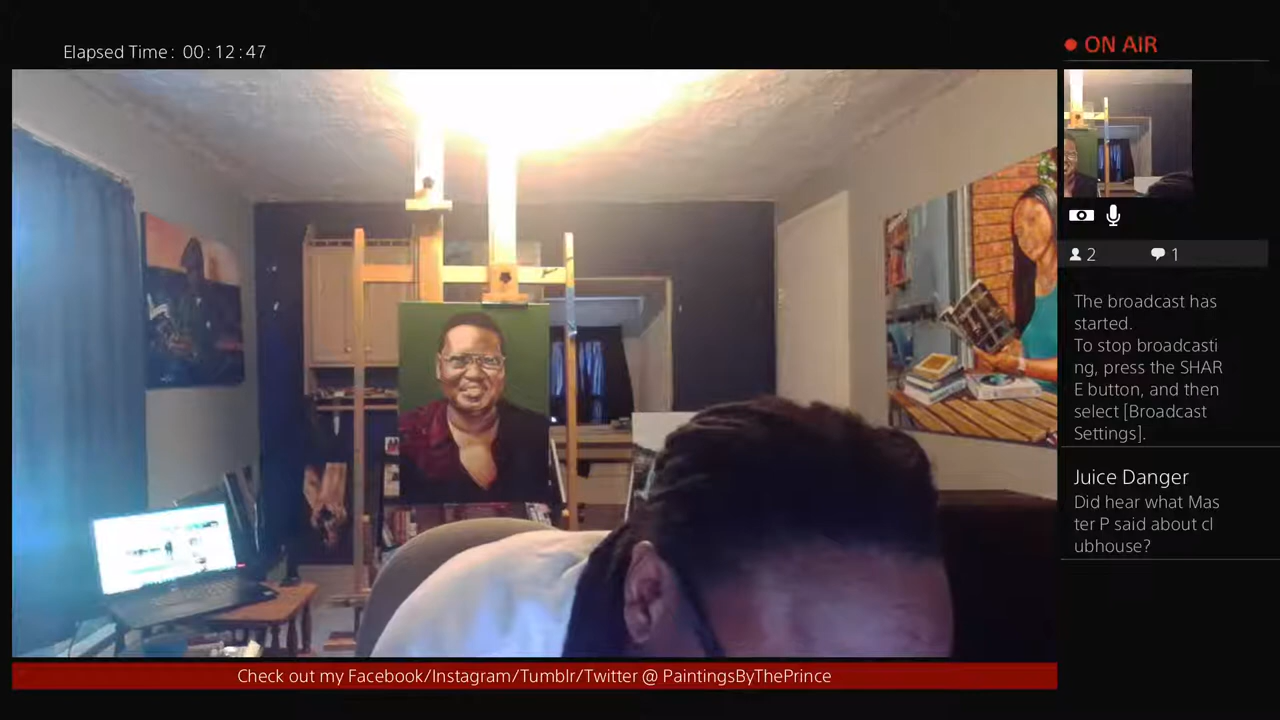 Elapsed Time: 00:12:47
ON AIR
2
1
The broadcast has
started.
To stop broadcasti
ng, press the SHAR
E button, and then
select [Broadcast
Settings].
Juice Danger
Did hear what Mas
ter P said about cl
ubhouse?
Check out my Facebook/Instagram/Tumblr/Twitter @ PaintingsByThePrince